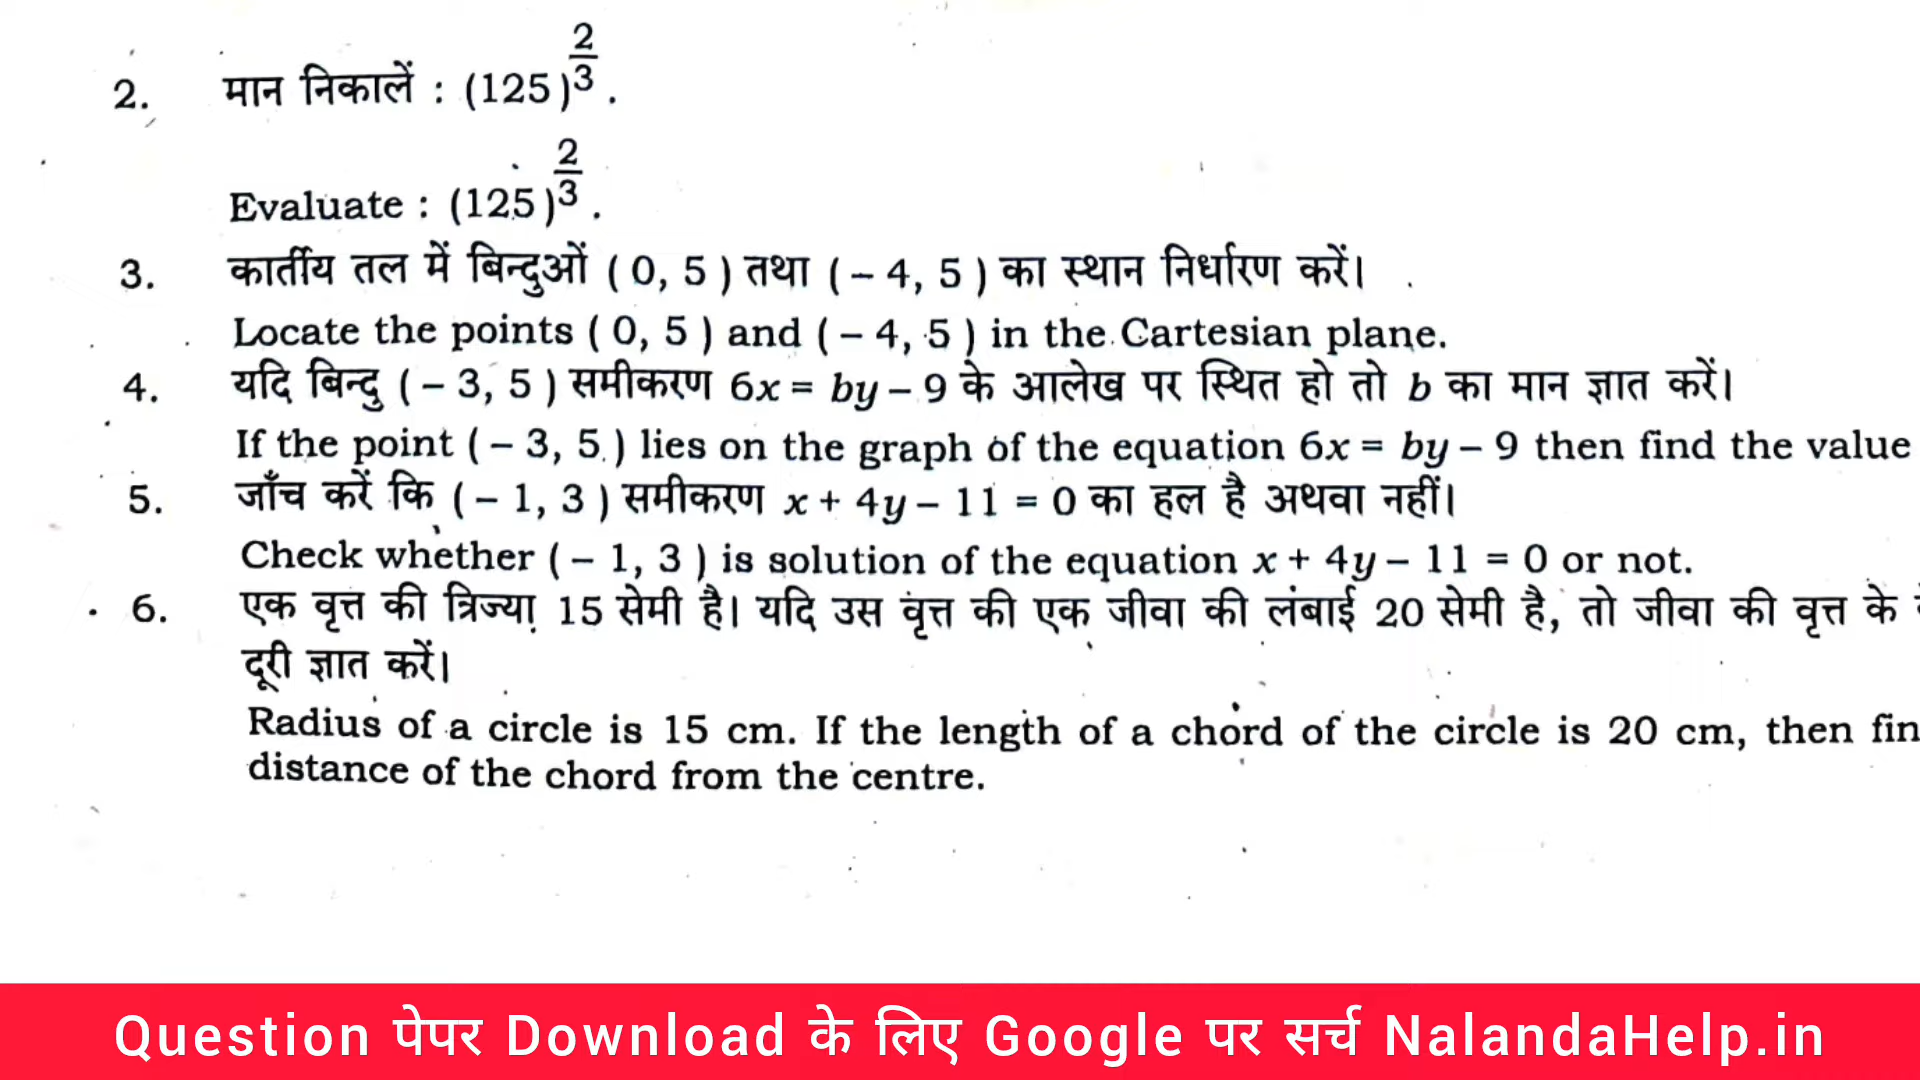 2. मान निकालें : (125)^{2/3}.
Evaluate : (125)^{2/3}.
3. कार्तीय तल में बिन्दुओं ( 0, 5 ) तथा ( – 4, 5 ) का स्थान निर्धारण करें।
Locate the points ( 0, 5 ) and ( – 4, 5 ) in the Cartesian plane.
4. यदि बिन्दु ( – 3, 5 ) समीकरण 6x = by – 9 के आलेख पर स्थित हो तो b का मान ज्ञात करें।
If the point ( – 3, 5 ) lies on the graph of the equation 6x = by – 9 then find the value
5. जाँच करें कि ( – 1, 3 ) समीकरण x + 4y – 11 = 0 का हल है अथवा नहीं।
Check whether ( – 1, 3 ) is solution of the equation x + 4y – 11 = 0 or not.
6. एक वृत्त की त्रिज्या 15 सेमी है। यदि उस वृत्त की एक जीवा की लंबाई 20 सेमी है, तो जीवा की वृत्त के
दूरी ज्ञात करें।
Radius of a circle is 15 cm. If the length of a chord of the circle is 20 cm, then fin
distance of the chord from the centre.
Question पेपर Download के लिए Google पर सर्च NalandaHelp.in